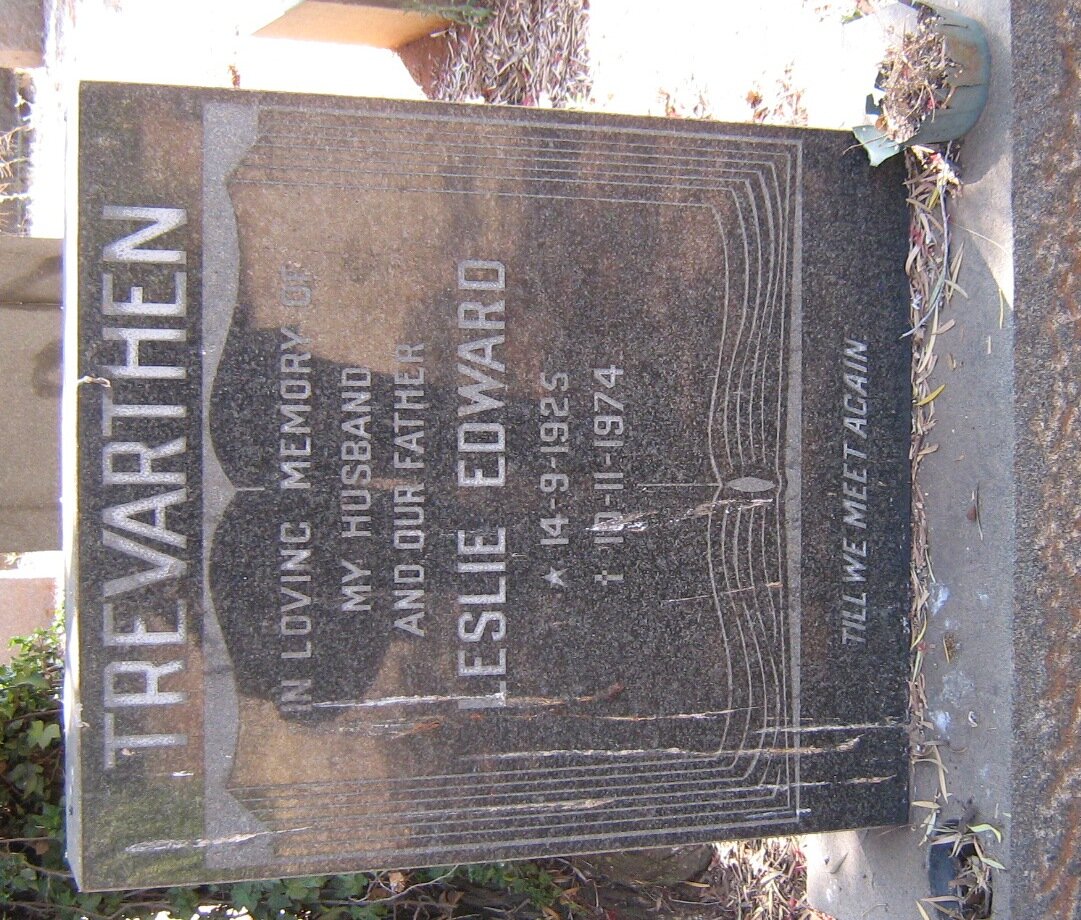 TREVARTHEN
IN LOVING MEMORY OF
MY HUSBAND
AND OUR FATHER
LESLIE EDWARD
★ 14-9-1925
✝ 10-11-1974
TILL WE MEET AGAIN